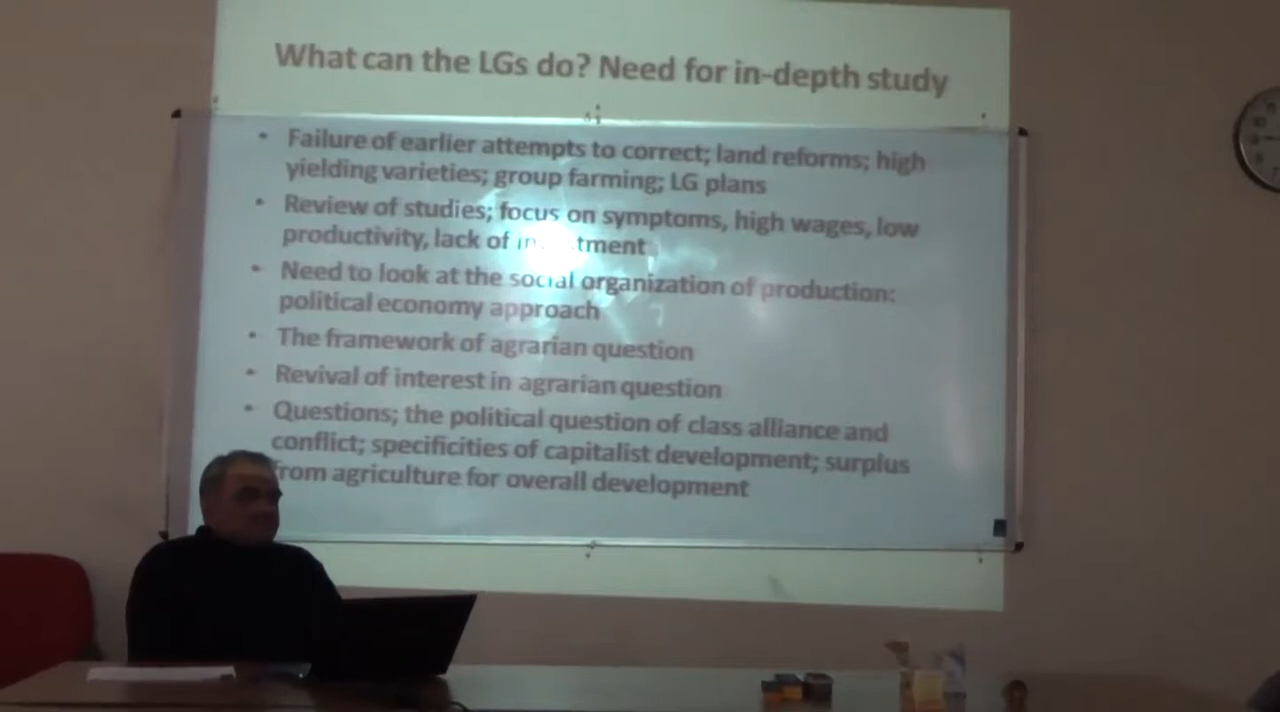 What can the LGs do? Need for in-depth study
• Failure of earlier attempts to correct; land reforms; high
yielding varieties; group farming; LG plans
• Review of studies; focus on symptoms, high wages, low
productivity, lack of
• Need to look at the social organization of production:
political economy approach
• The framework of agrarian question
• Revival of interest in agrarian question
• Questions; the political question of class alliance and
conflict; specificities of capitalist development; surplus
from agriculture for overall development